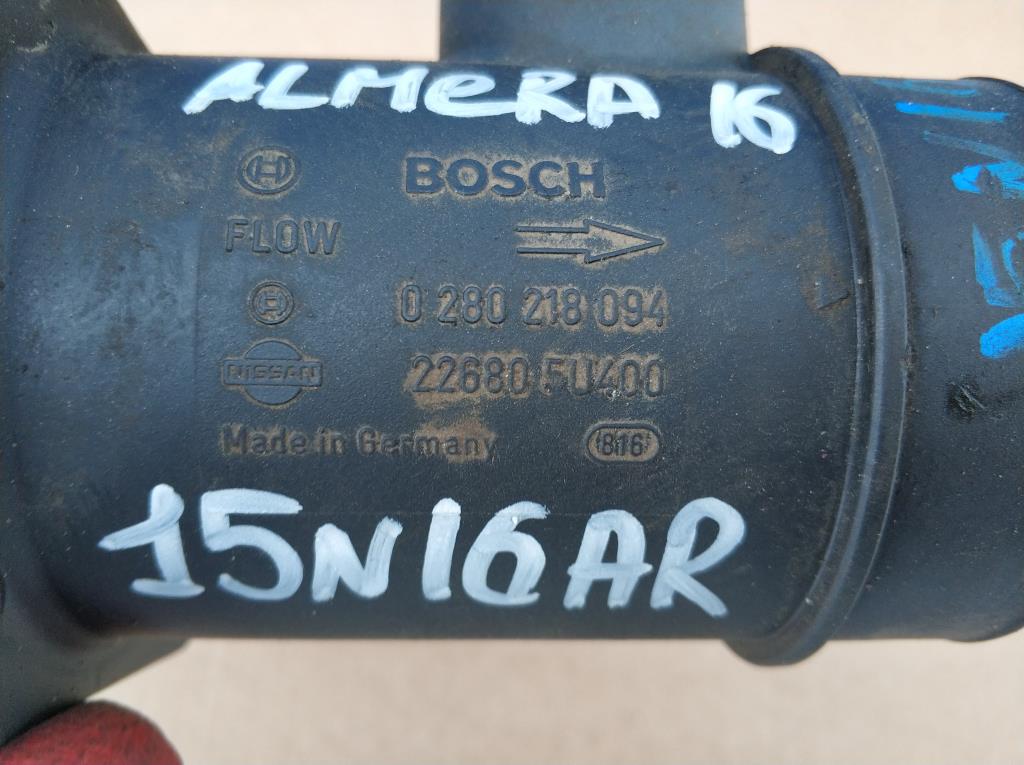 ALMERA 16
BOSCH
FLOW
0 280 218 094
NISSAN 22680 5U400
Made in Germany 816
15N16AR